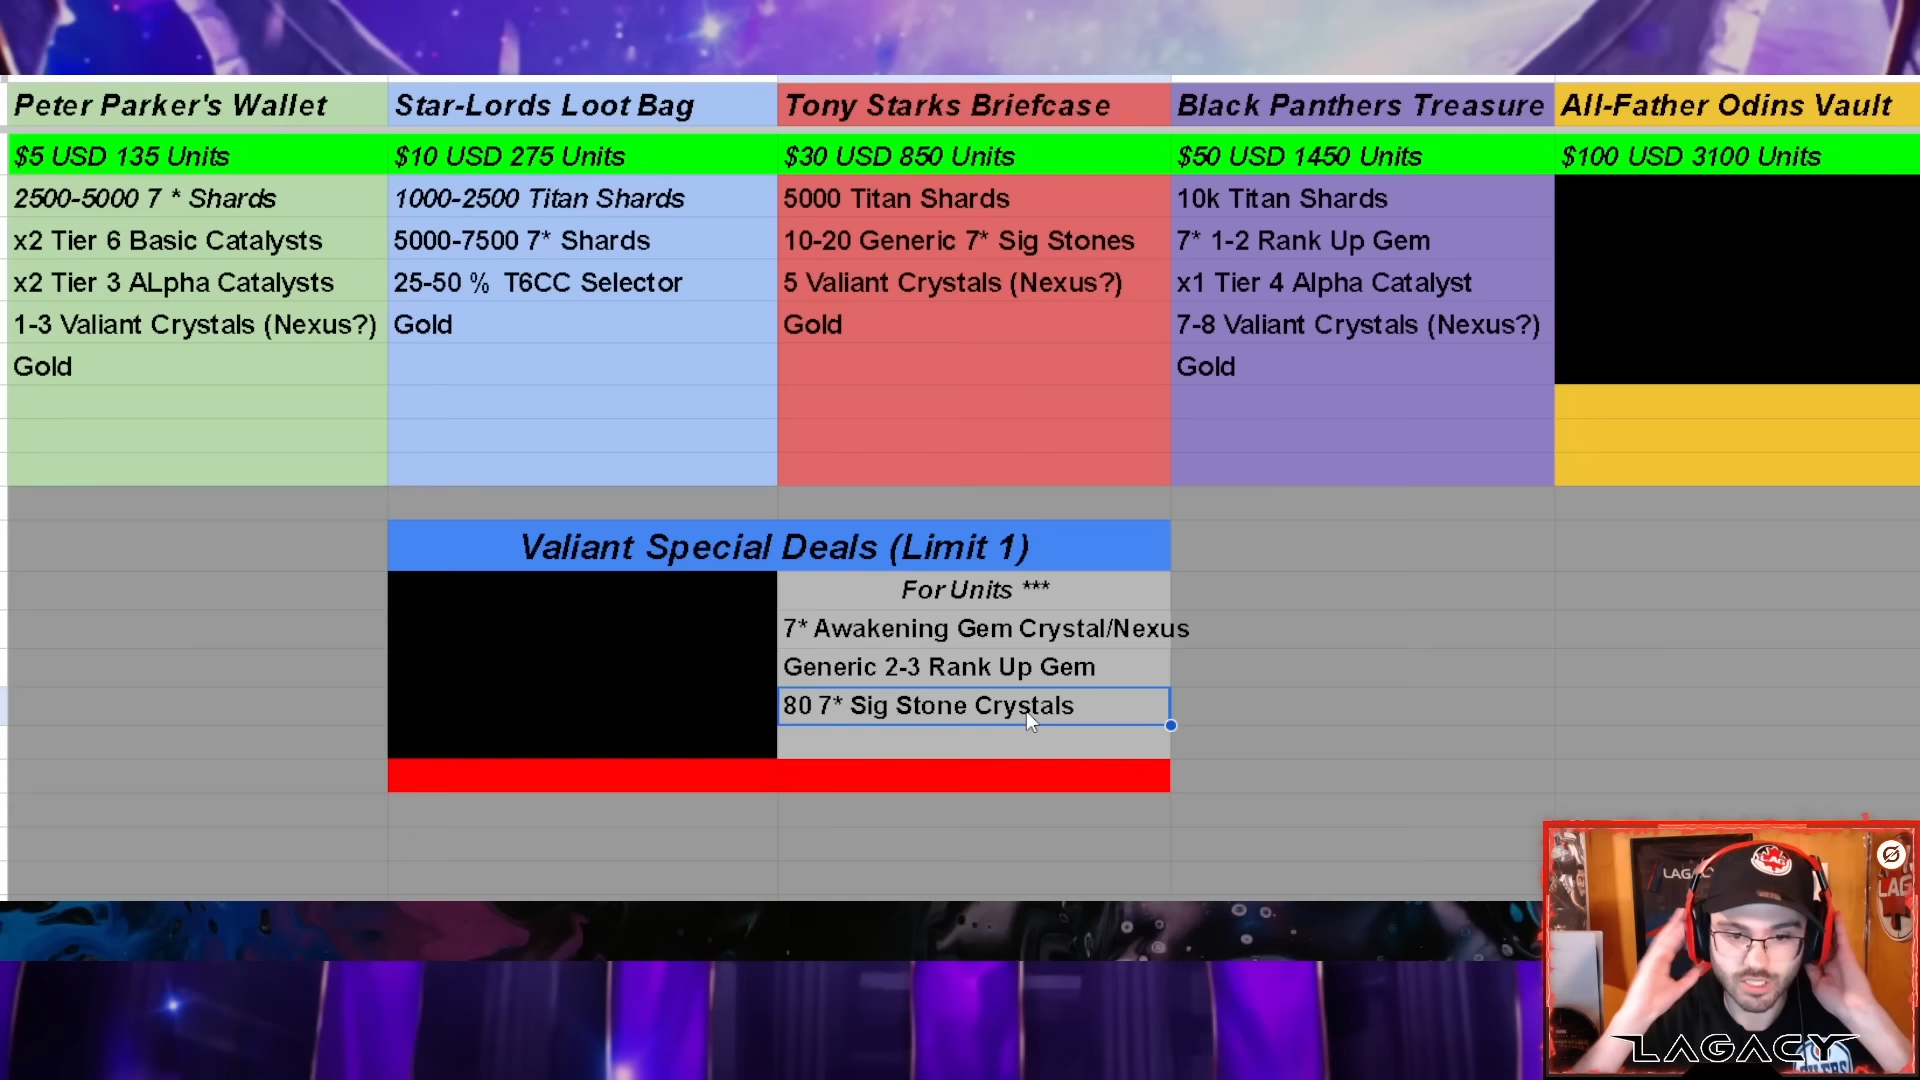 Peter Parker's Wallet
Star-Lords Loot Bag
Tony Starks Briefcase
Black Panthers Treasure
All-Father Odins Vault
$5 USD 135 Units
$10 USD 275 Units
$30 USD 850 Units
$50 USD 1450 Units
$100 USD 3100 Units
2500-5000 7 * Shards
1000-2500 Titan Shards
5000 Titan Shards
10k Titan Shards
x2 Tier 6 Basic Catalysts
5000-7500 7* Shards
10-20 Generic 7* Sig Stones
7* 1-2 Rank Up Gem
x2 Tier 3 ALpha Catalysts
25-50 % T6CC Selector
5 Valiant Crystals (Nexus?)
x1 Tier 4 Alpha Catalyst
1-3 Valiant Crystals (Nexus?)
Gold
Gold
7-8 Valiant Crystals (Nexus?)
Gold
Gold
Valiant Special Deals (Limit 1)
For Units ***
7* Awakening Gem Crystal/Nexus
Generic 2-3 Rank Up Gem
80 7* Sig Stone Crystals
LAG
LAGACY